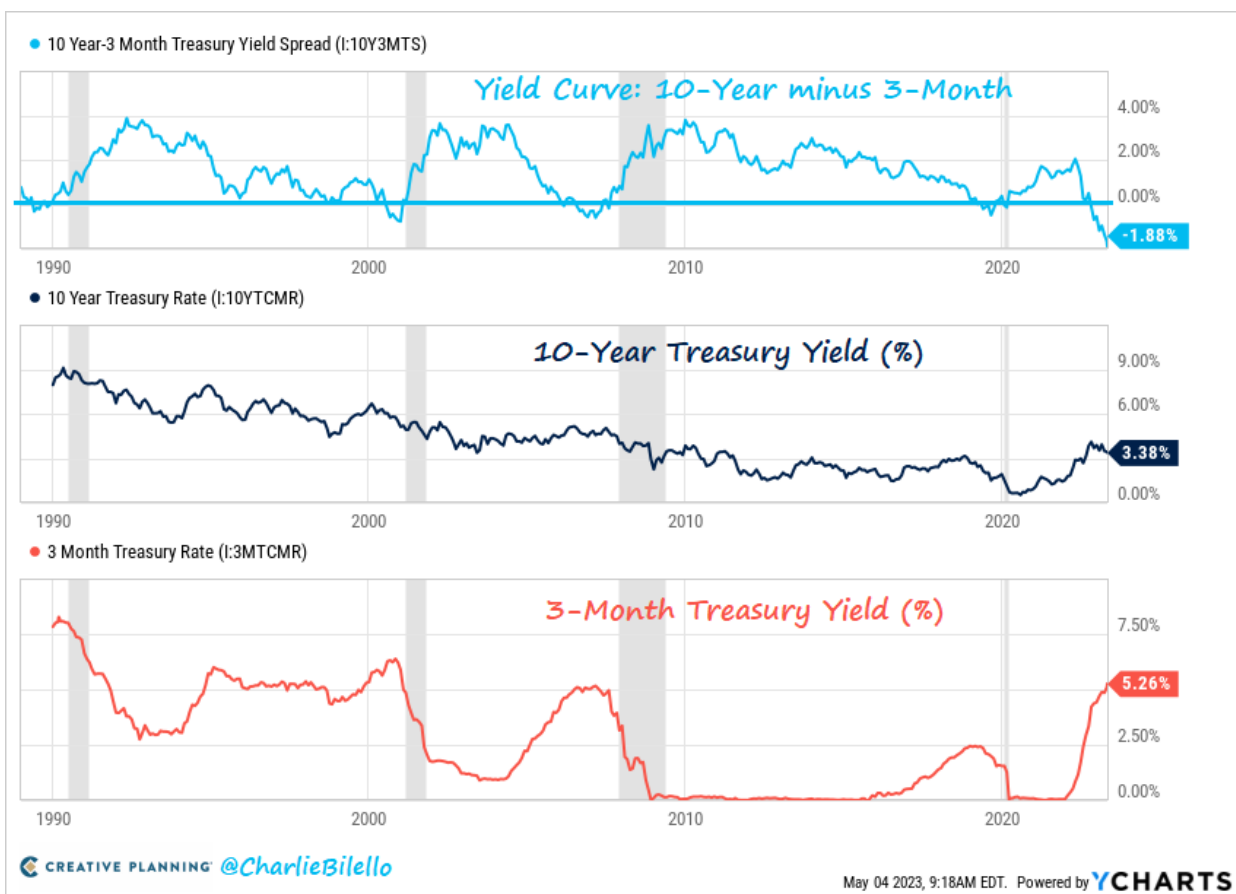 10 Year-3 Month Treasury Yield Spread (I:10Y3MTS)
Yield Curve: 10-Year minus 3-Month
4.00%
2.00%
0.00%
-1.88%
1990 2000 2010 2020
10 Year Treasury Rate (I:10YTCMR)
10-Year Treasury Yield (%)
9.00%
6.00%
3.38%
0.00%
1990 2000 2010 2020
3 Month Treasury Rate (I:3MTCMR)
3-Month Treasury Yield (%)
7.50%
5.26%
2.50%
0.00%
1990 2000 2010 2020
CREATIVE PLANNING @CharlieBilello
May 04 2023, 9:18AM EDT. Powered by YCHARTS